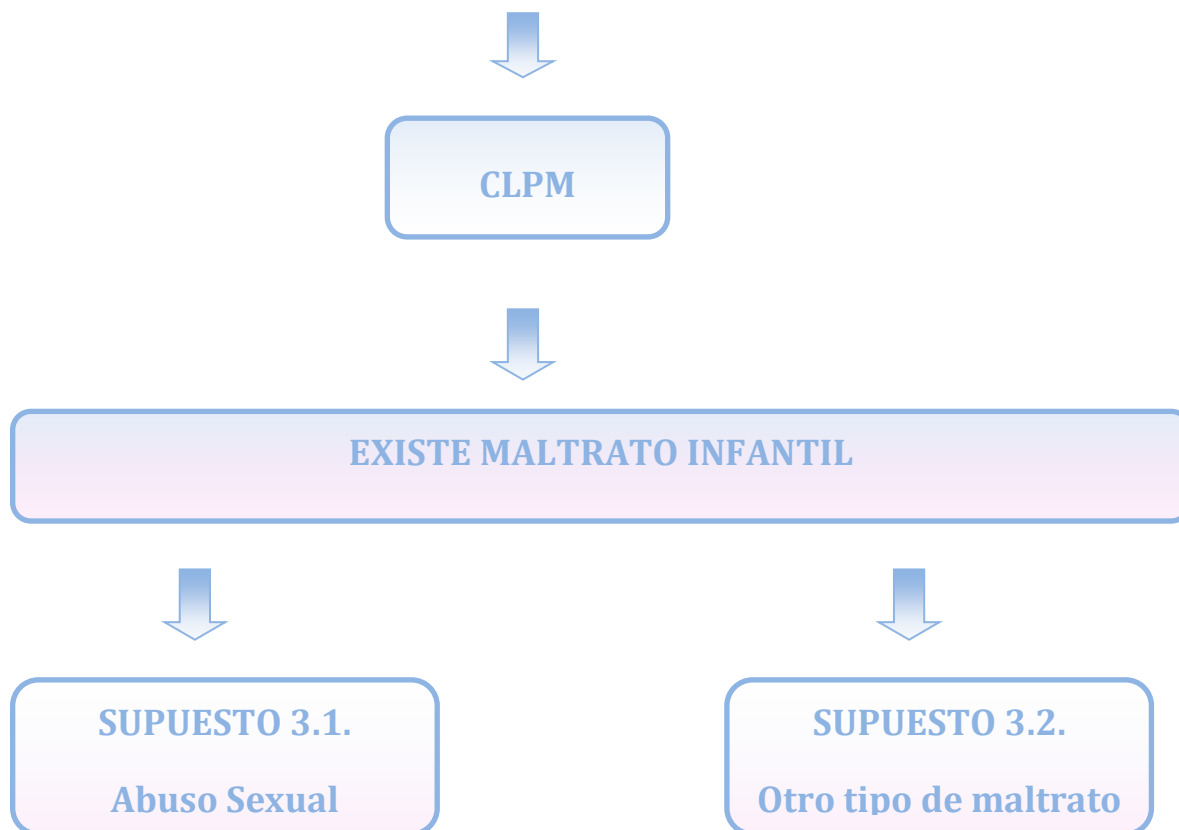 CLPM
EXISTE MALTRATO INFANTIL
SUPUESTO 3.1.
Abuso Sexual
SUPUESTO 3.2.
Otro tipo de maltrato